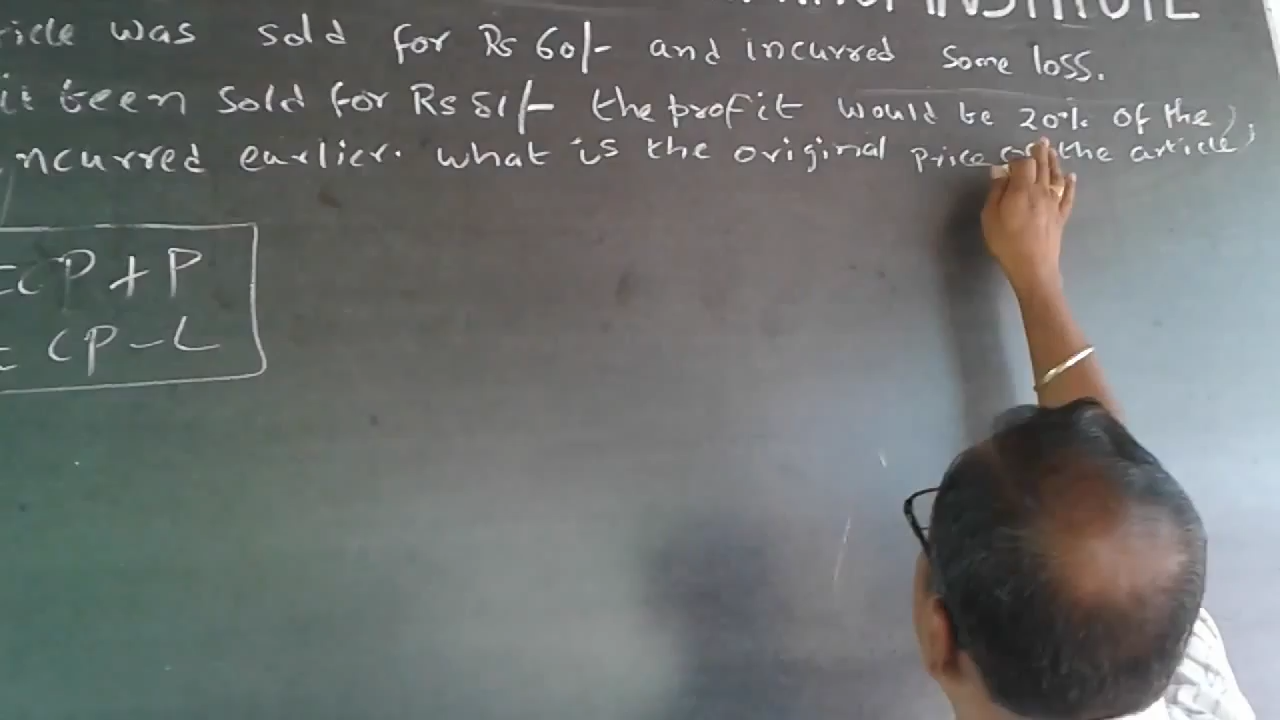 INSTITUTE
was sold for Rs 60/- and incurred some loss.
it been sold for Rs 81/- the profit would be 20% of the
ncurred earlier. what is the original price of the article
=CP+P
= CP-L